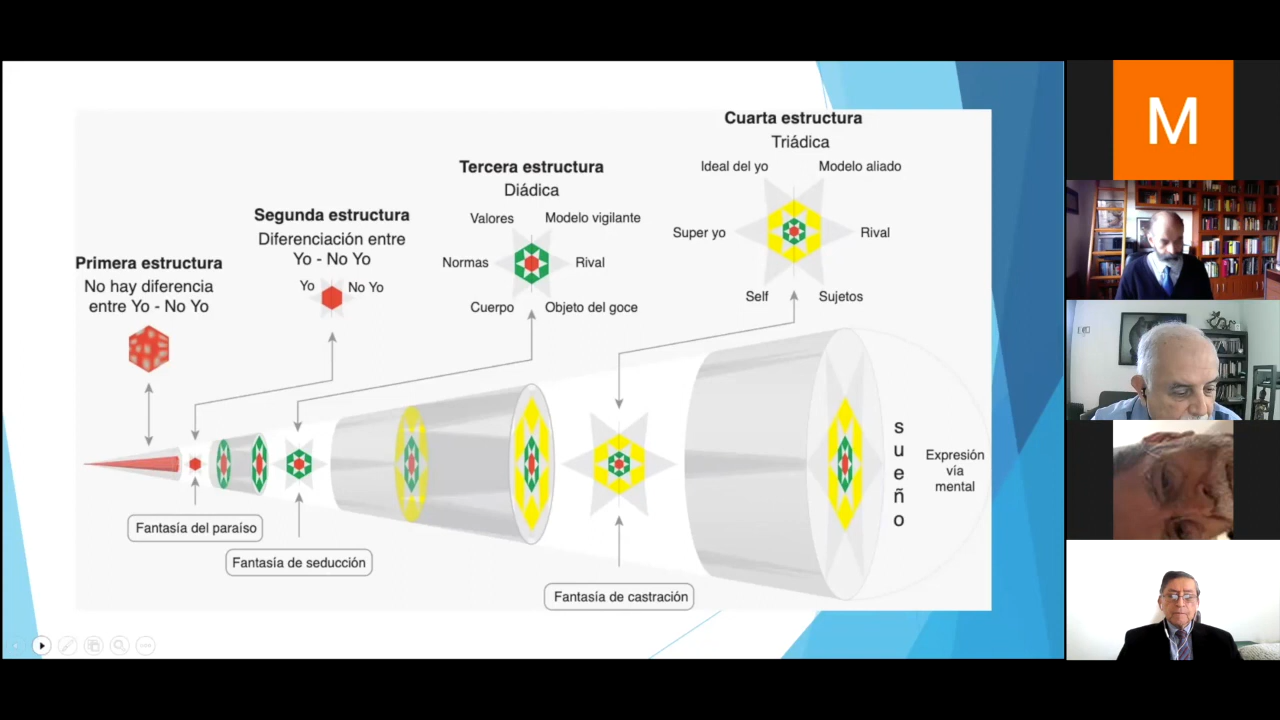 Cuarta estructura
Triádica
Ideal del yo
Modelo aliado
Super yo
Rival
Self
Sujetos
Tercera estructura
Diádica
Valores
Modelo vigilante
Normas
Rival
Cuerpo
Objeto del goce
Segunda estructura
Diferenciación entre
Yo - No Yo
Yo
No Yo
Primera estructura
No hay diferencia
entre Yo - No Yo
s
u
e
ñ
o
Expresión
vía
mental
Fantasía del paraíso
Fantasía de seducción
Fantasía de castración
M